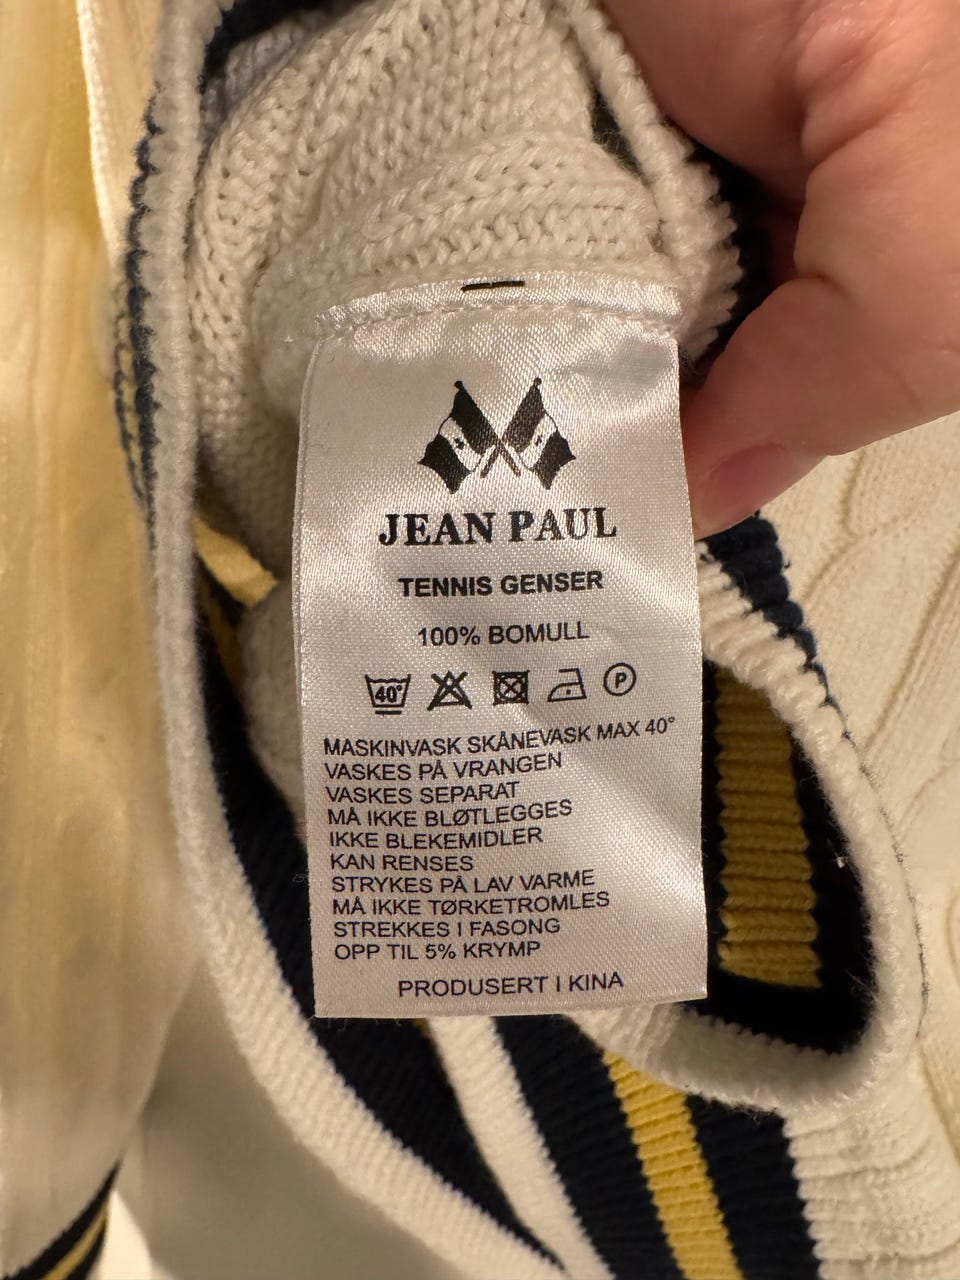 JEAN PAUL
TENNIS GENSER
100% BOMULL
40° P
MASKINVASK SKÅNEVASK MAX 40°
VASKES PÅ VRANGEN
VASKES SEPARAT
MÅ IKKE BLØTLEGGES
IKKE BLEKEMIDLER
KAN RENSES
STRYKES PÅ LAV VARME
MÅ IKKE TØRKETROMLES
STREKKES I FASONG
OPP TIL 5% KRYMP
PRODUSERT I KINA